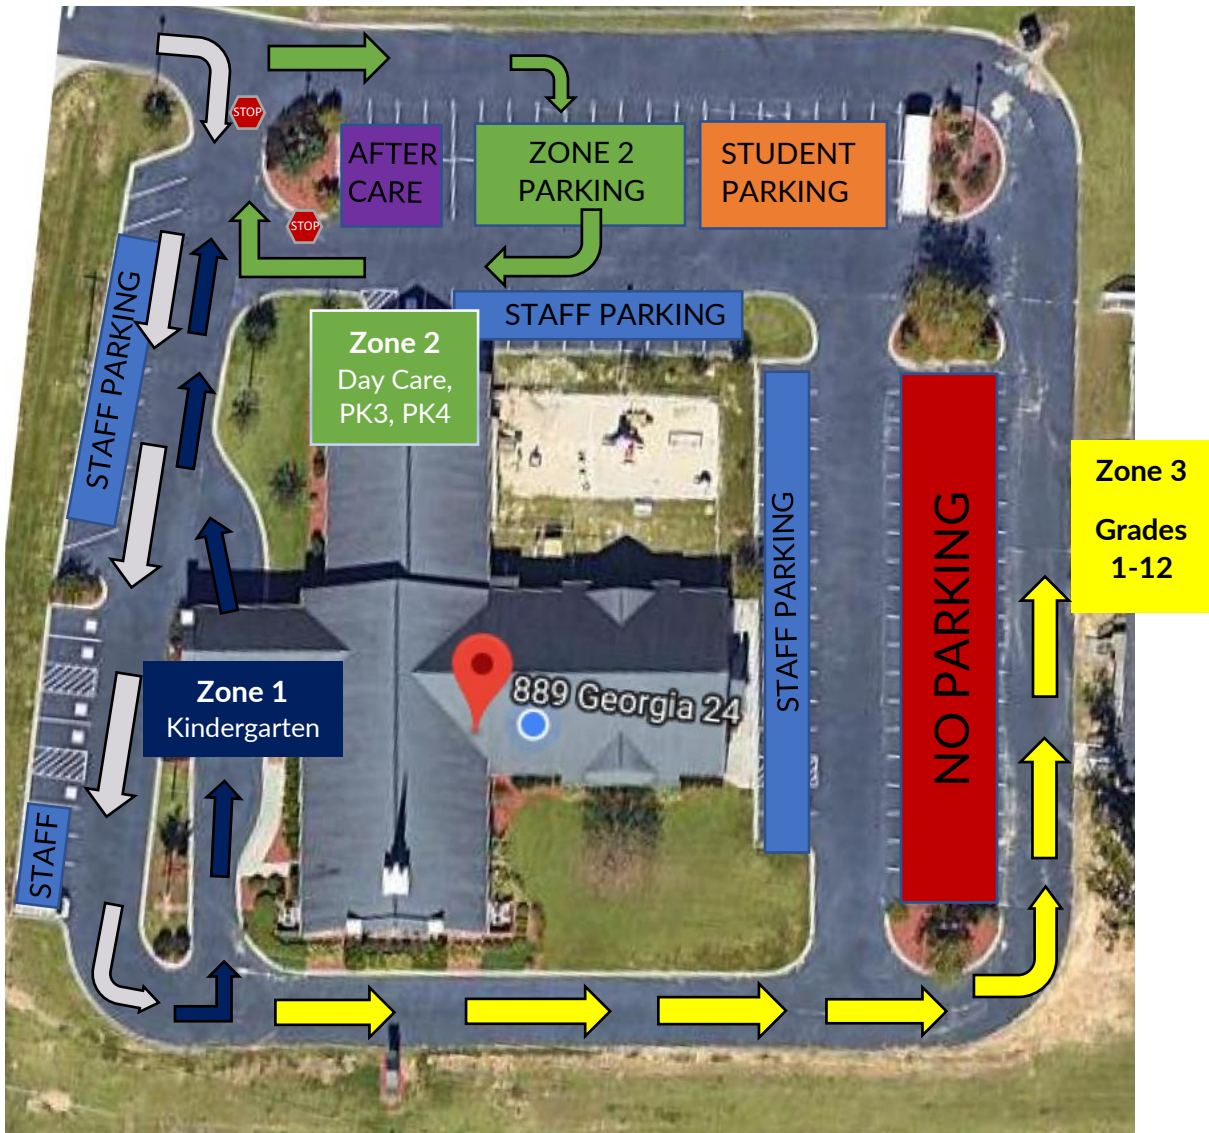 STOP
AFTER
CARE
ZONE 2
PARKING
STUDENT
PARKING
STOP
STAFF PARKING
STAFF PARKING
Zone 2
Day Care,
PK3, PK4
Zone 3
Grades
1-12
STAFF PARKING
NO PARKING
Zone 1
Kindergarten
889 Georgia 24
STAFF